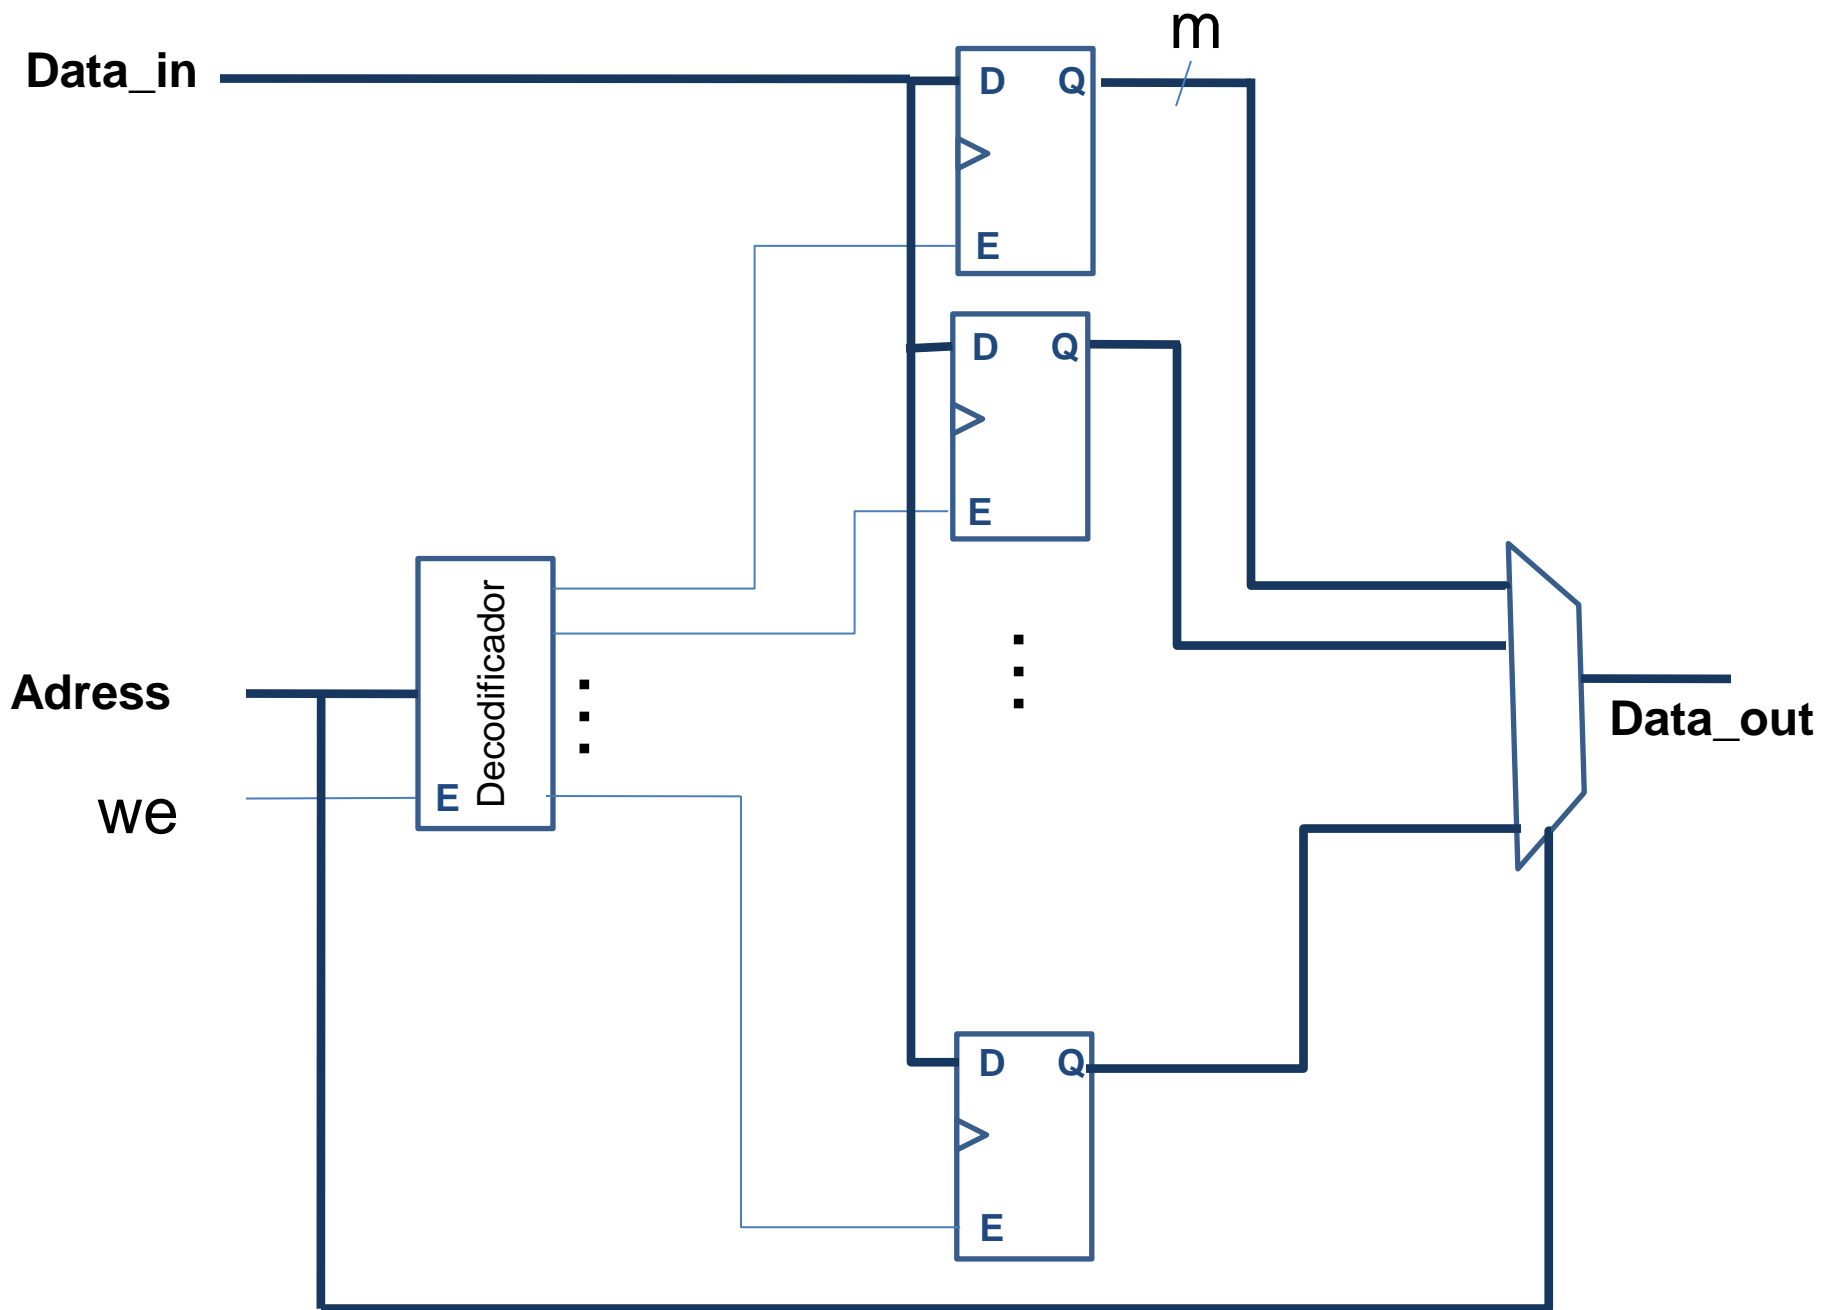 m
Data_in
D Q
E
D Q
E
Decodificador
Adress
E
we
Data_out
D Q
E